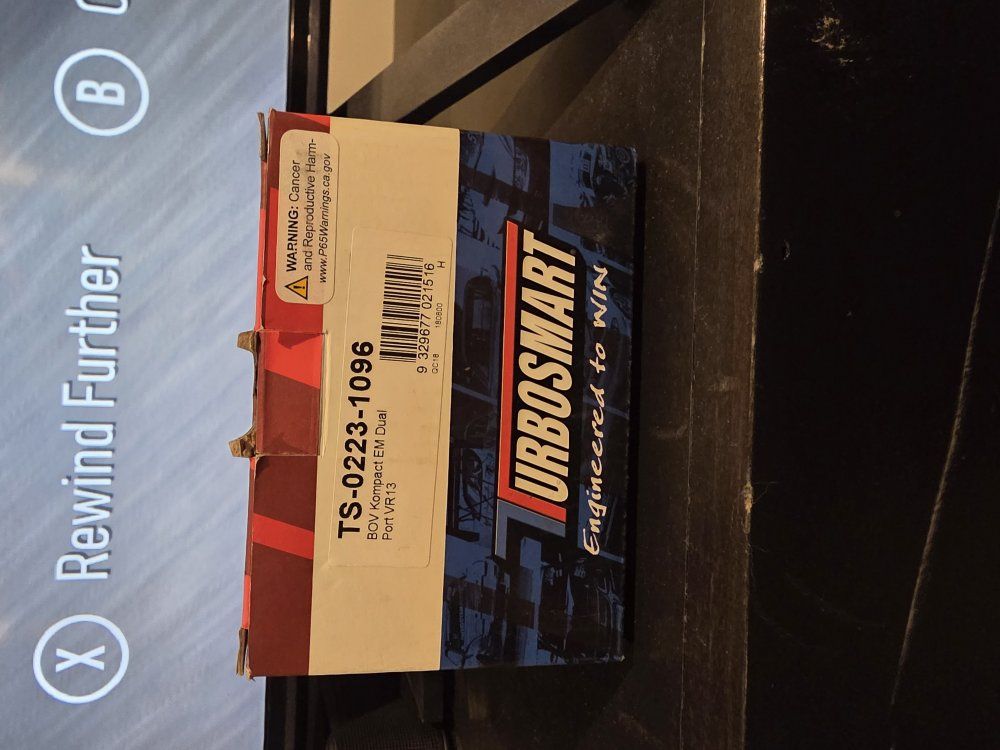 X Rewind Further
B
WARNING: Cancer
and Reproductive Harm-
www.P65Warnings.ca.gov
TS-0223-1096
BOV Kompact EM Dual
Port VR13
9 329677 021516
QC18 180800 H
TURBOSMART
Engineered to WIN